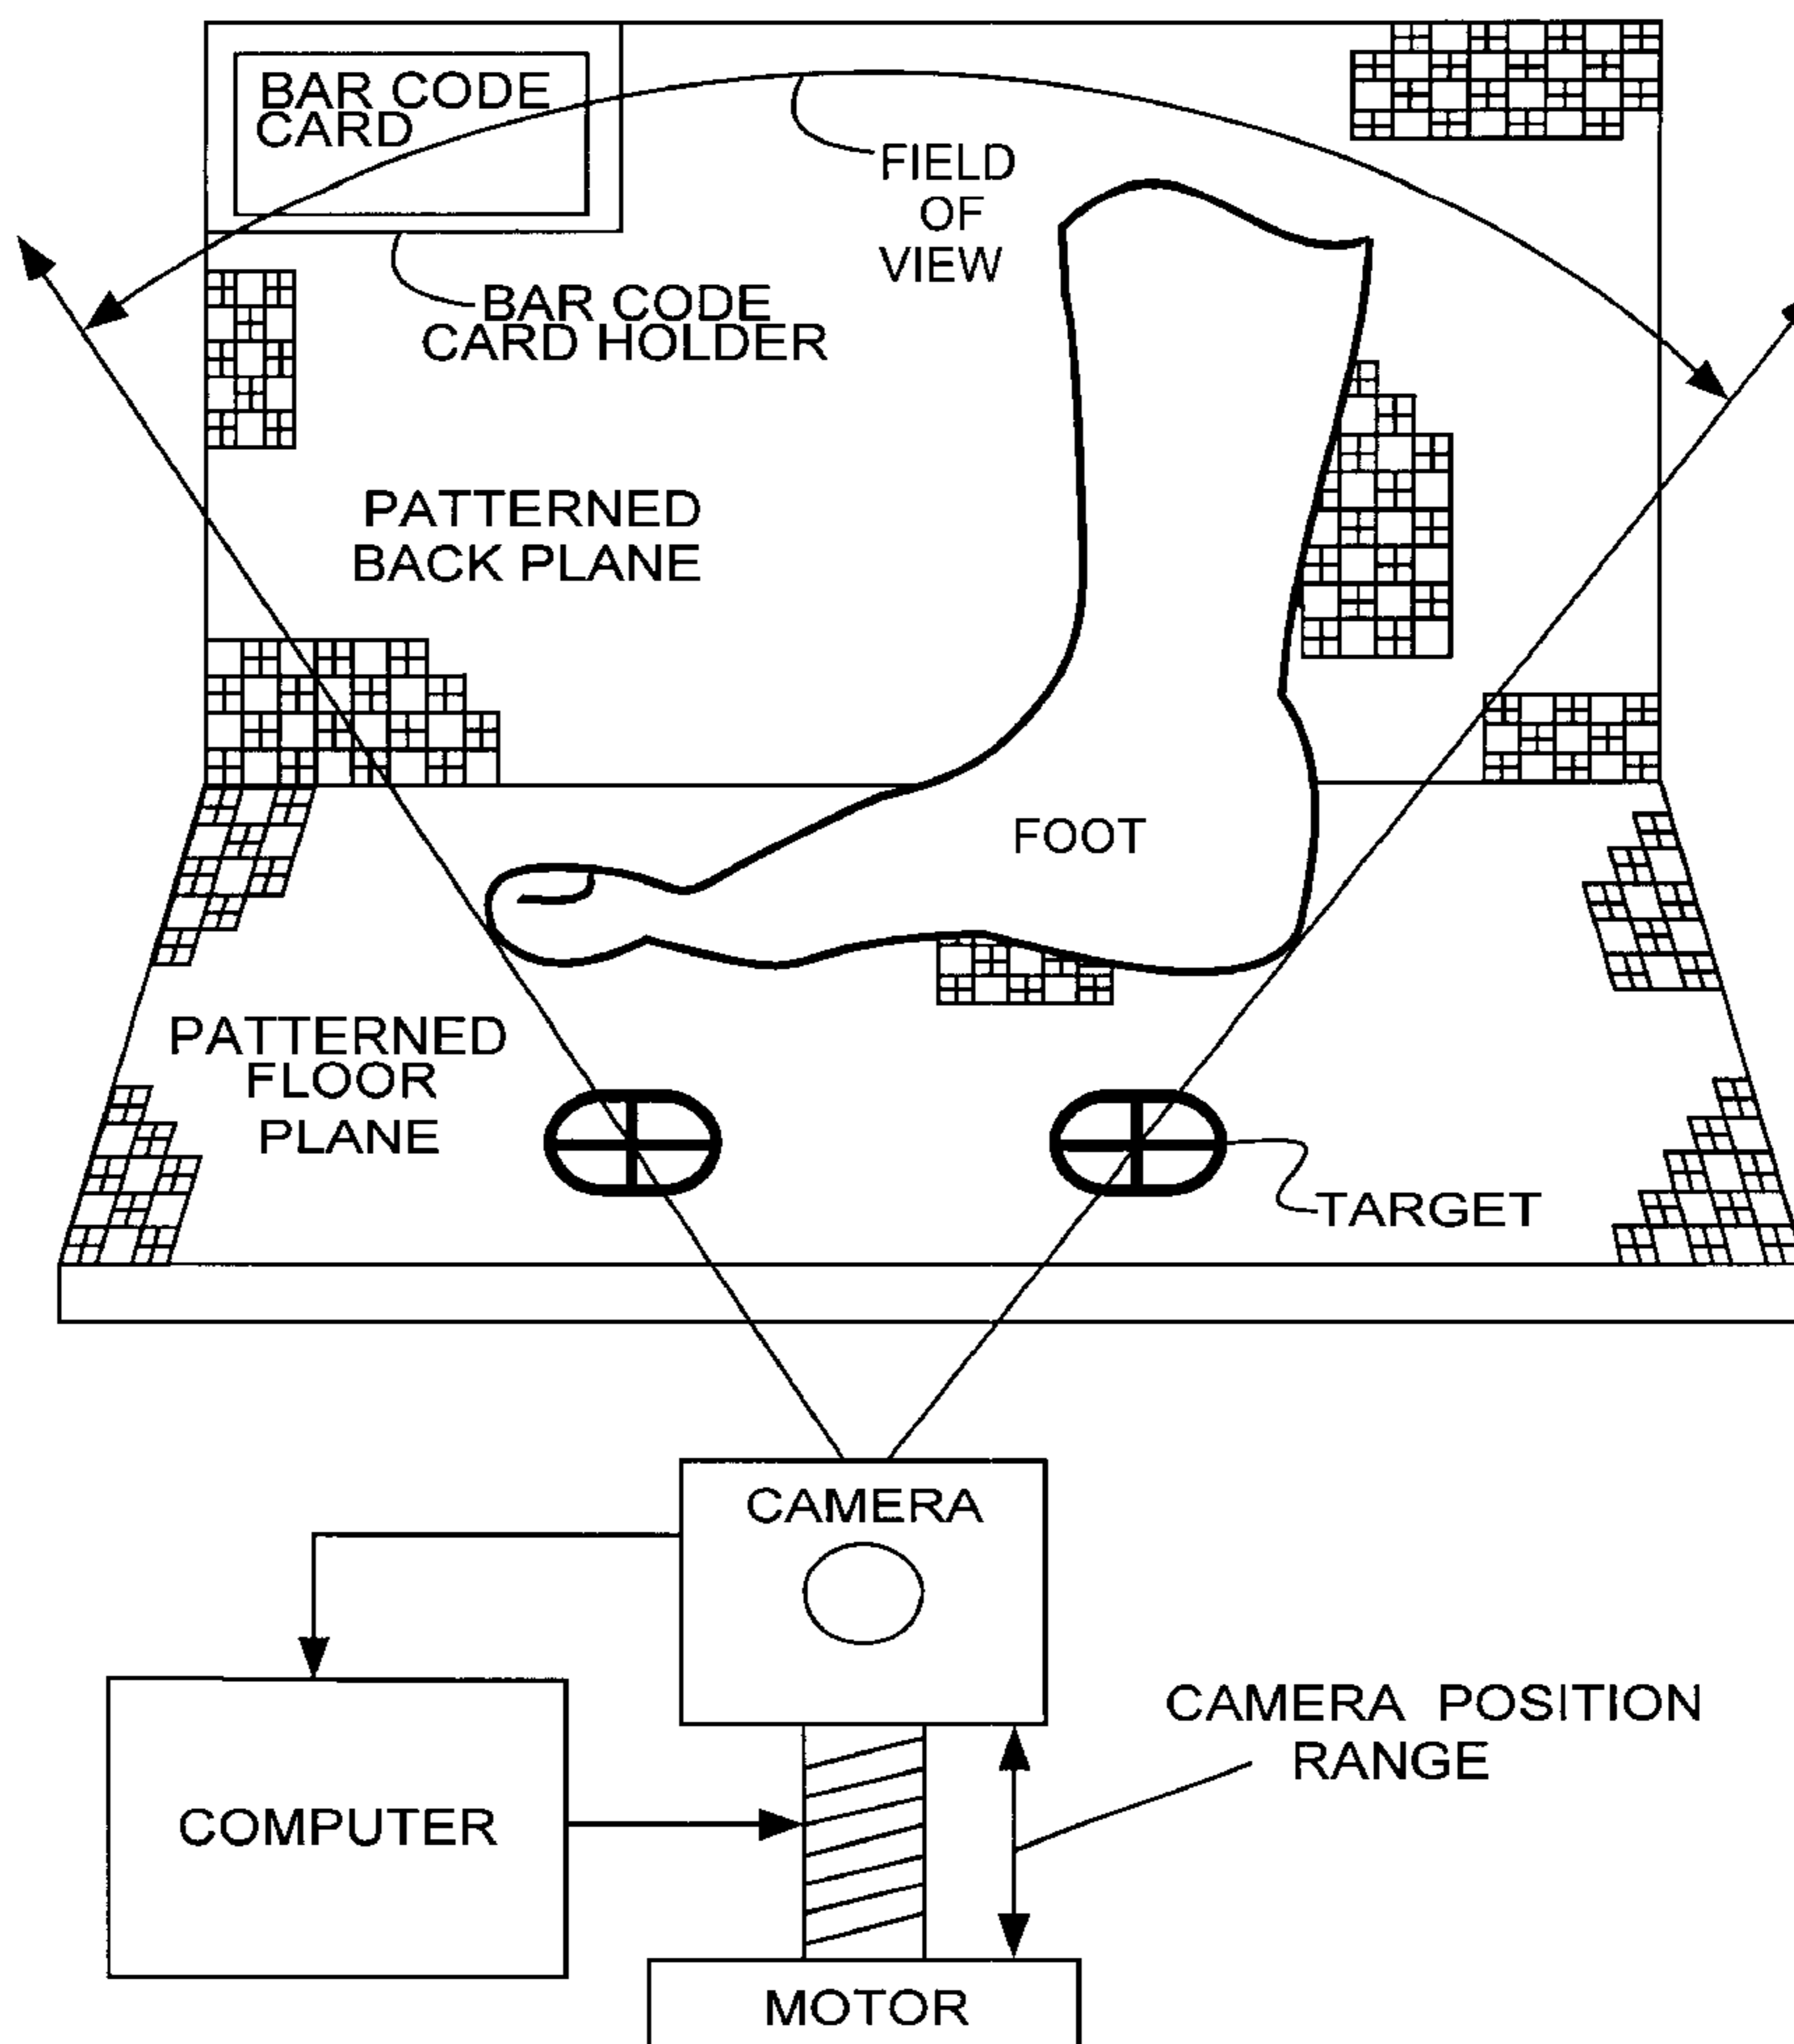 BAR CODE
CARD
FIELD
OF
VIEW
BAR CODE
CARD HOLDER
PATTERNED
BACK PLANE
FOOT
PATTERNED
FLOOR
PLANE
TARGET
CAMERA
CAMERA POSITION
RANGE
COMPUTER
MOTOR